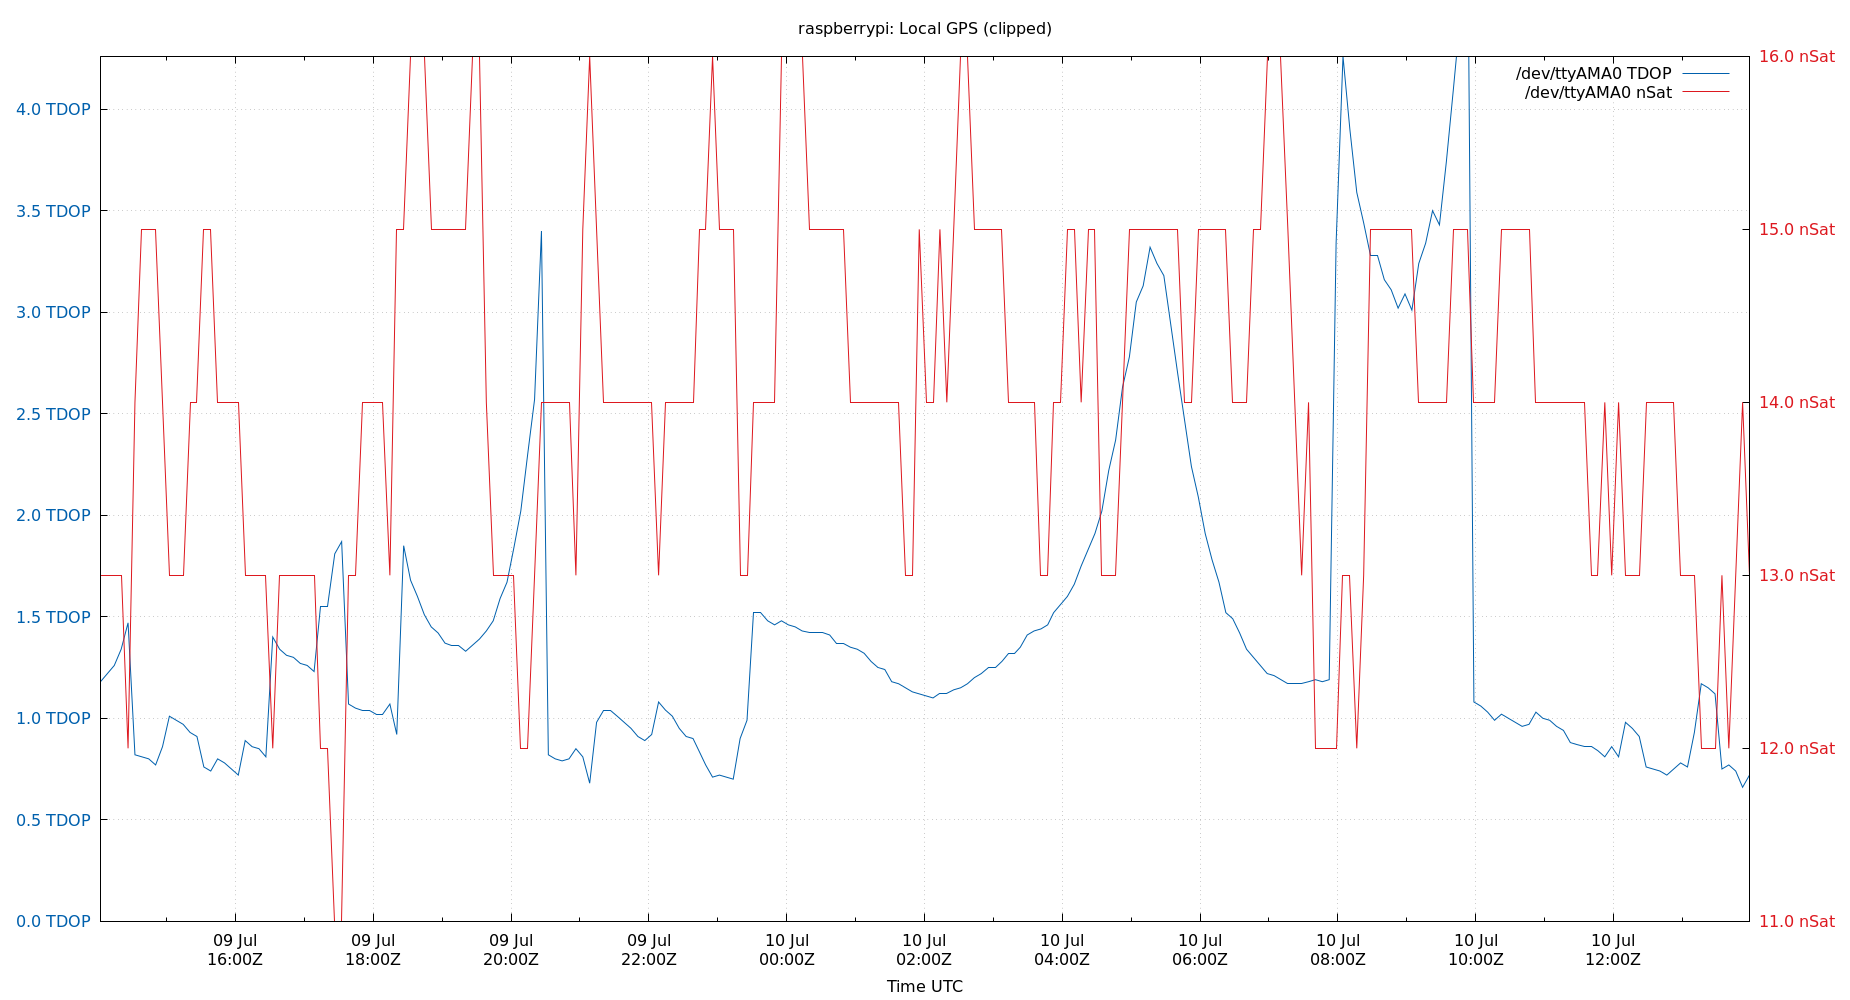 raspberrypi: Local GPS (clipped)
/dev/ttyAMA0 TDOP
/dev/ttyAMA0 nSat
4.0 TDOP
3.5 TDOP
3.0 TDOP
2.5 TDOP
2.0 TDOP
1.5 TDOP
1.0 TDOP
0.5 TDOP
0.0 TDOP
16.0 nSat
15.0 nSat
14.0 nSat
13.0 nSat
12.0 nSat
11.0 nSat
09 Jul 09 Jul 09 Jul 09 Jul 10 Jul 10 Jul 10 Jul 10 Jul 10 Jul 10 Jul 10 Jul
16:00Z 18:00Z 20:00Z 22:00Z 00:00Z 02:00Z 04:00Z 06:00Z 08:00Z 10:00Z 12:00Z
Time UTC